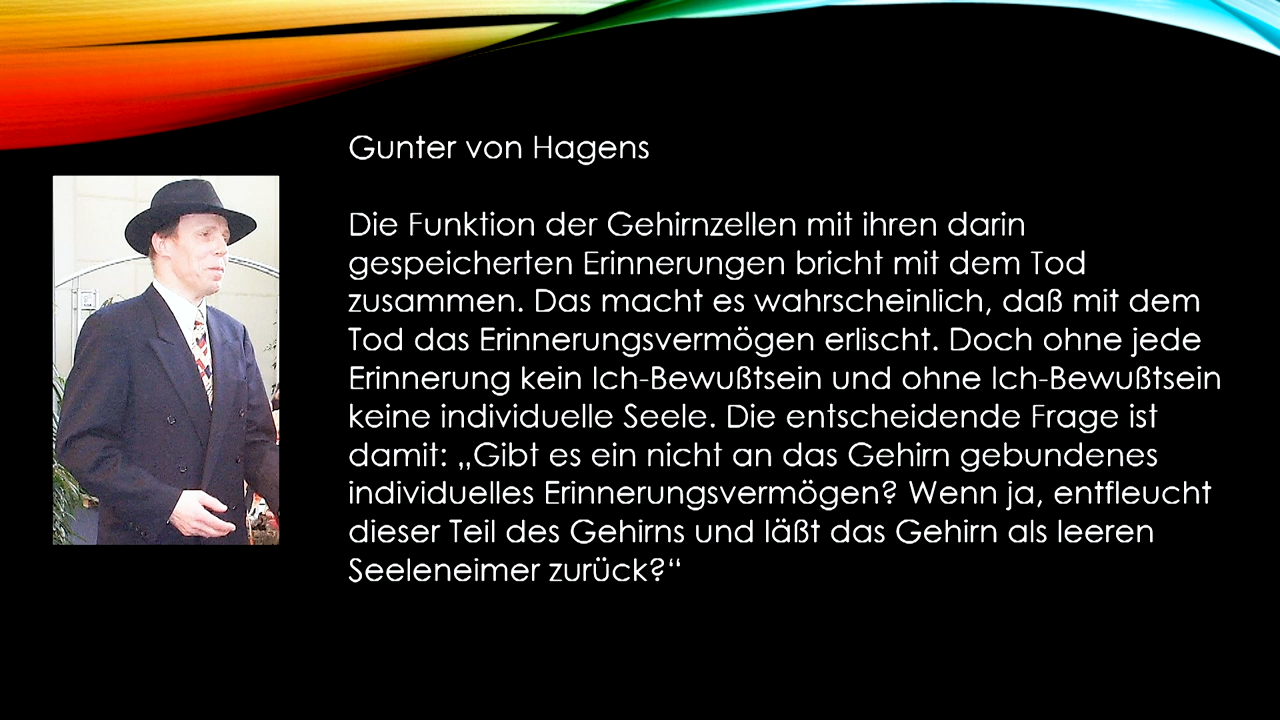 Gunter von Hagens
Die Funktion der Gehirnzellen mit ihren darin
gespeicherten Erinnerungen bricht mit dem Tod
zusammen. Das macht es wahrscheinlich, daß mit dem
Tod das Erinnerungsvermögen erlischt. Doch ohne jede
Erinnerung kein Ich-Bewußtsein und ohne Ich-Bewußtsein
keine individuelle Seele. Die entscheidende Frage ist
damit: „Gibt es ein nicht an das Gehirn gebundenes
individuelles Erinnerungsvermögen? Wenn ja, entfleucht
dieser Teil des Gehirns und läßt das Gehirn als leeren
Seeleneimer zurück?“